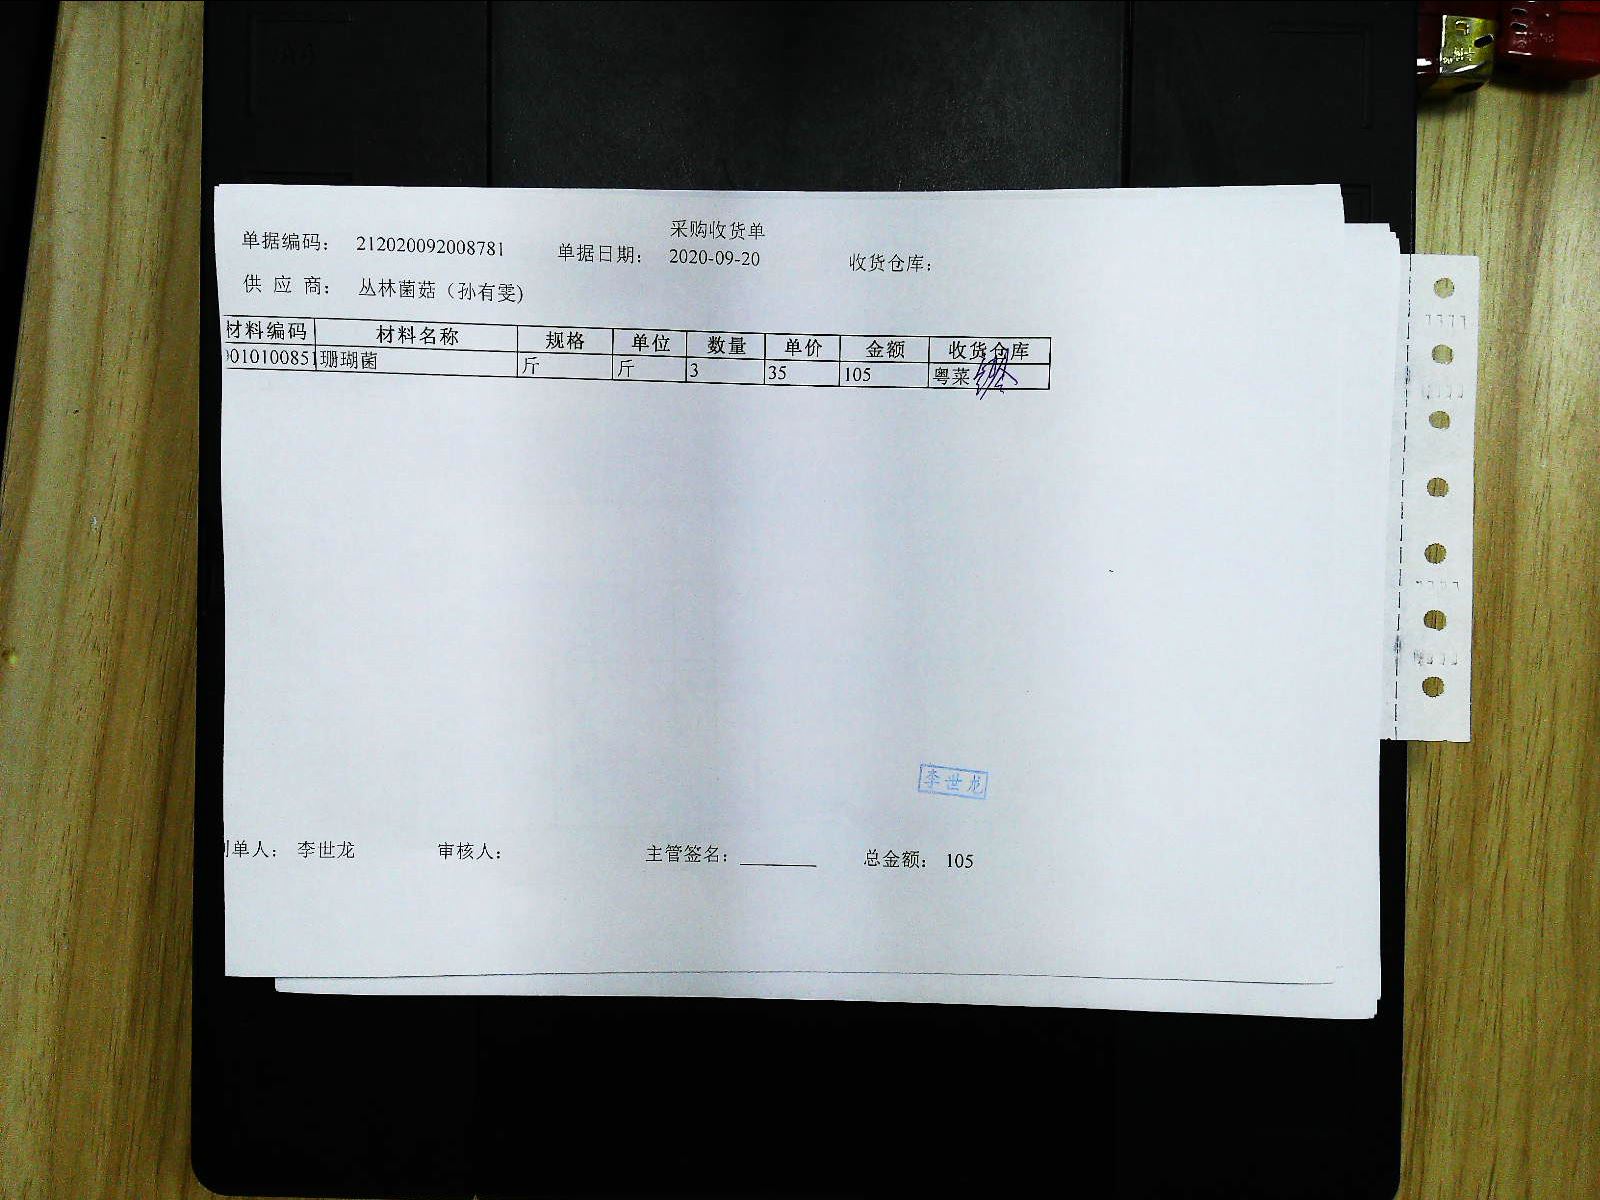 采购收货单
单据编码： 212020092008781 单据日期： 2020-09-20 收货仓库：
供 应 商： 丛林菌菇（孙有雯)
材料编码 材料名称 规格 单位 数量 单价 金额 收货仓库
010100851 珊瑚菌 斤 斤 3 35 105 粤菜
李世龙
制单人： 李世龙 审核人： 主管签名： 总金额： 105